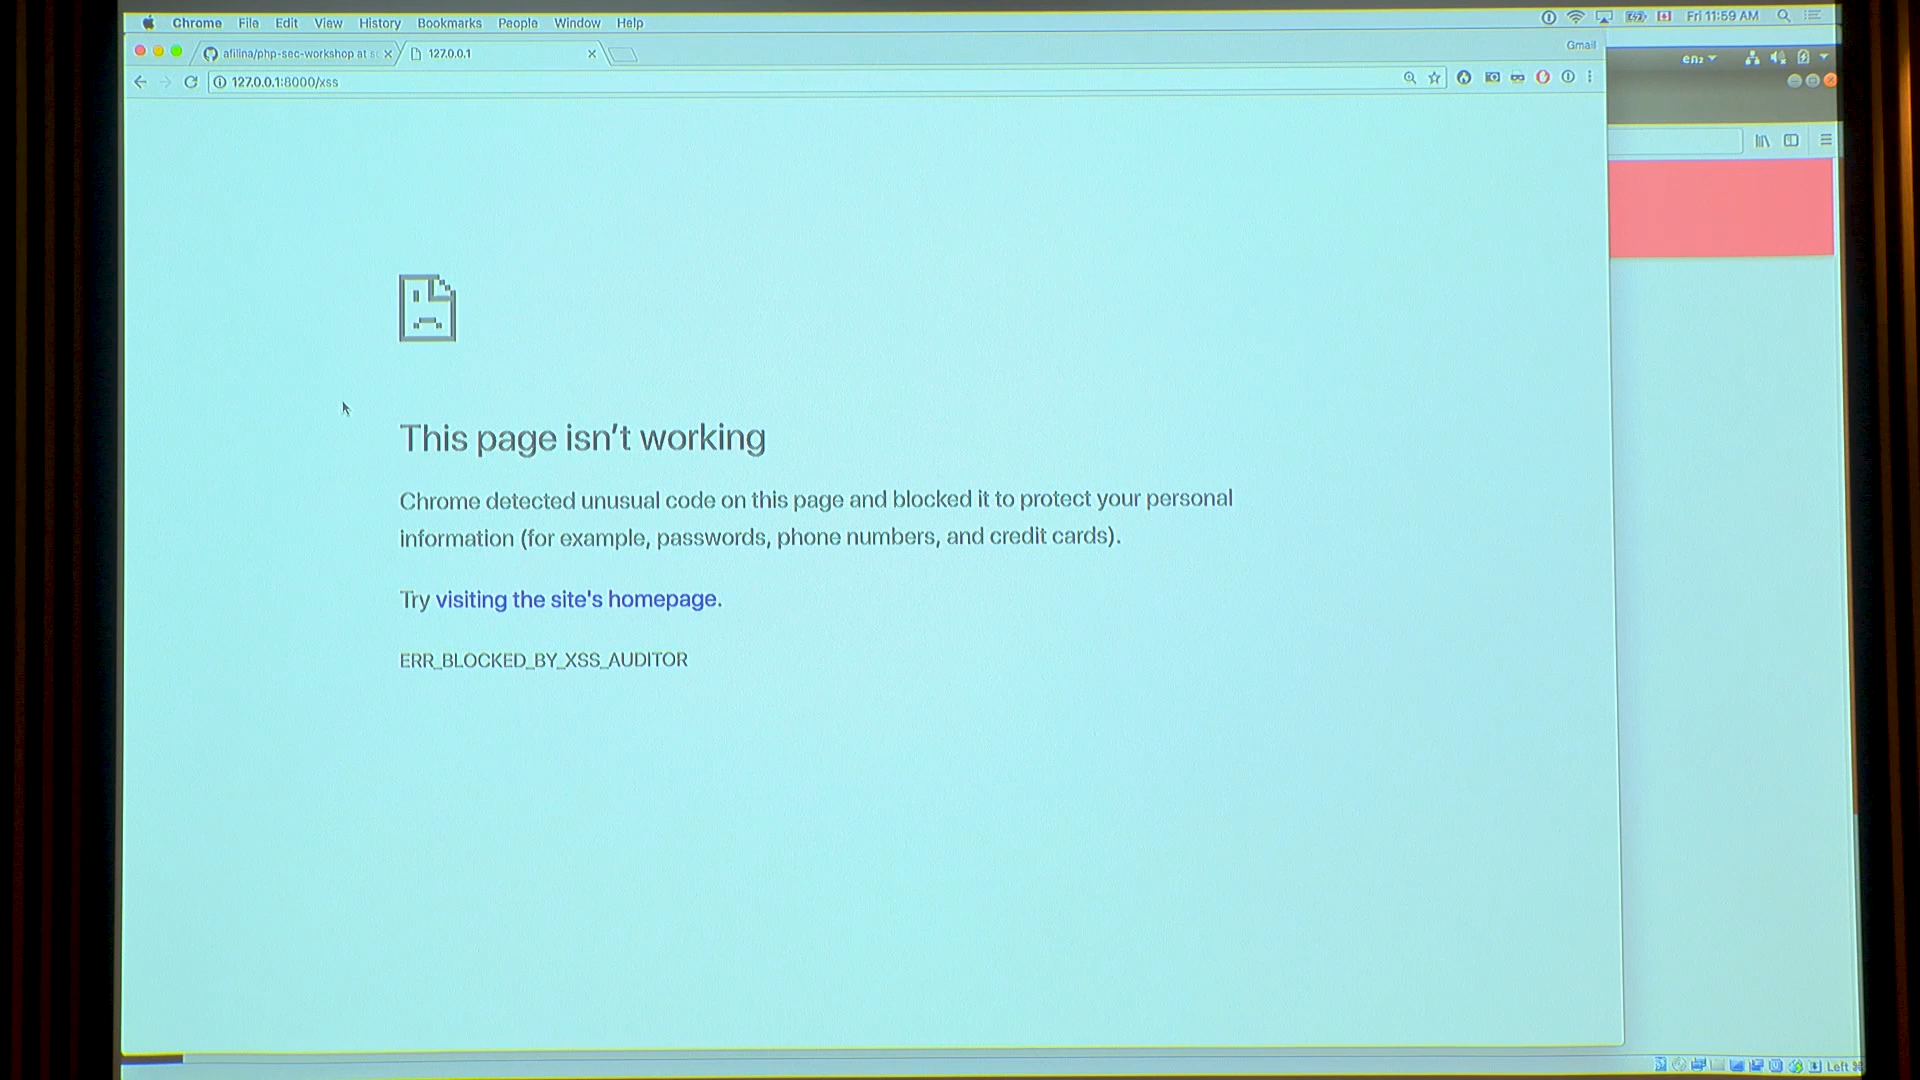 Chrome File Edit View History Bookmarks People Window Help
Fri 11:59 AM
afilina/php-sec-workshop at
127.0.0.1
Gmail
127.0.0.1:8000/xss
en₂
This page isn't working
Chrome detected unusual code on this page and blocked it to protect your personal
information (for example, passwords, phone numbers, and credit cards).
Try visiting the site's homepage.
ERR_BLOCKED_BY_XSS_AUDITOR
Left ⌘